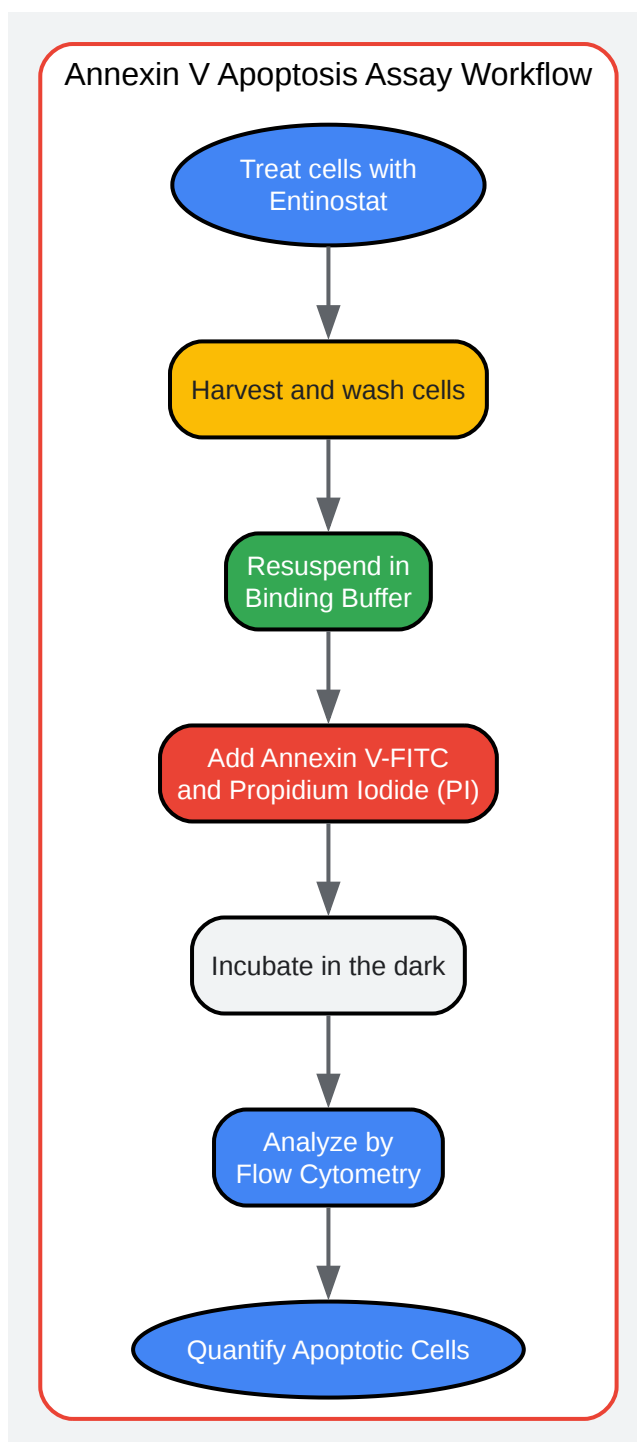 Annexin V Apoptosis Assay Workflow
Treat cells with
Entinostat
Harvest and wash cells
Resuspend in
Binding Buffer
Add Annexin V-FITC
and Propidium Iodide (PI)
Incubate in the dark
Analyze by
Flow Cytometry
Quantify Apoptotic Cells